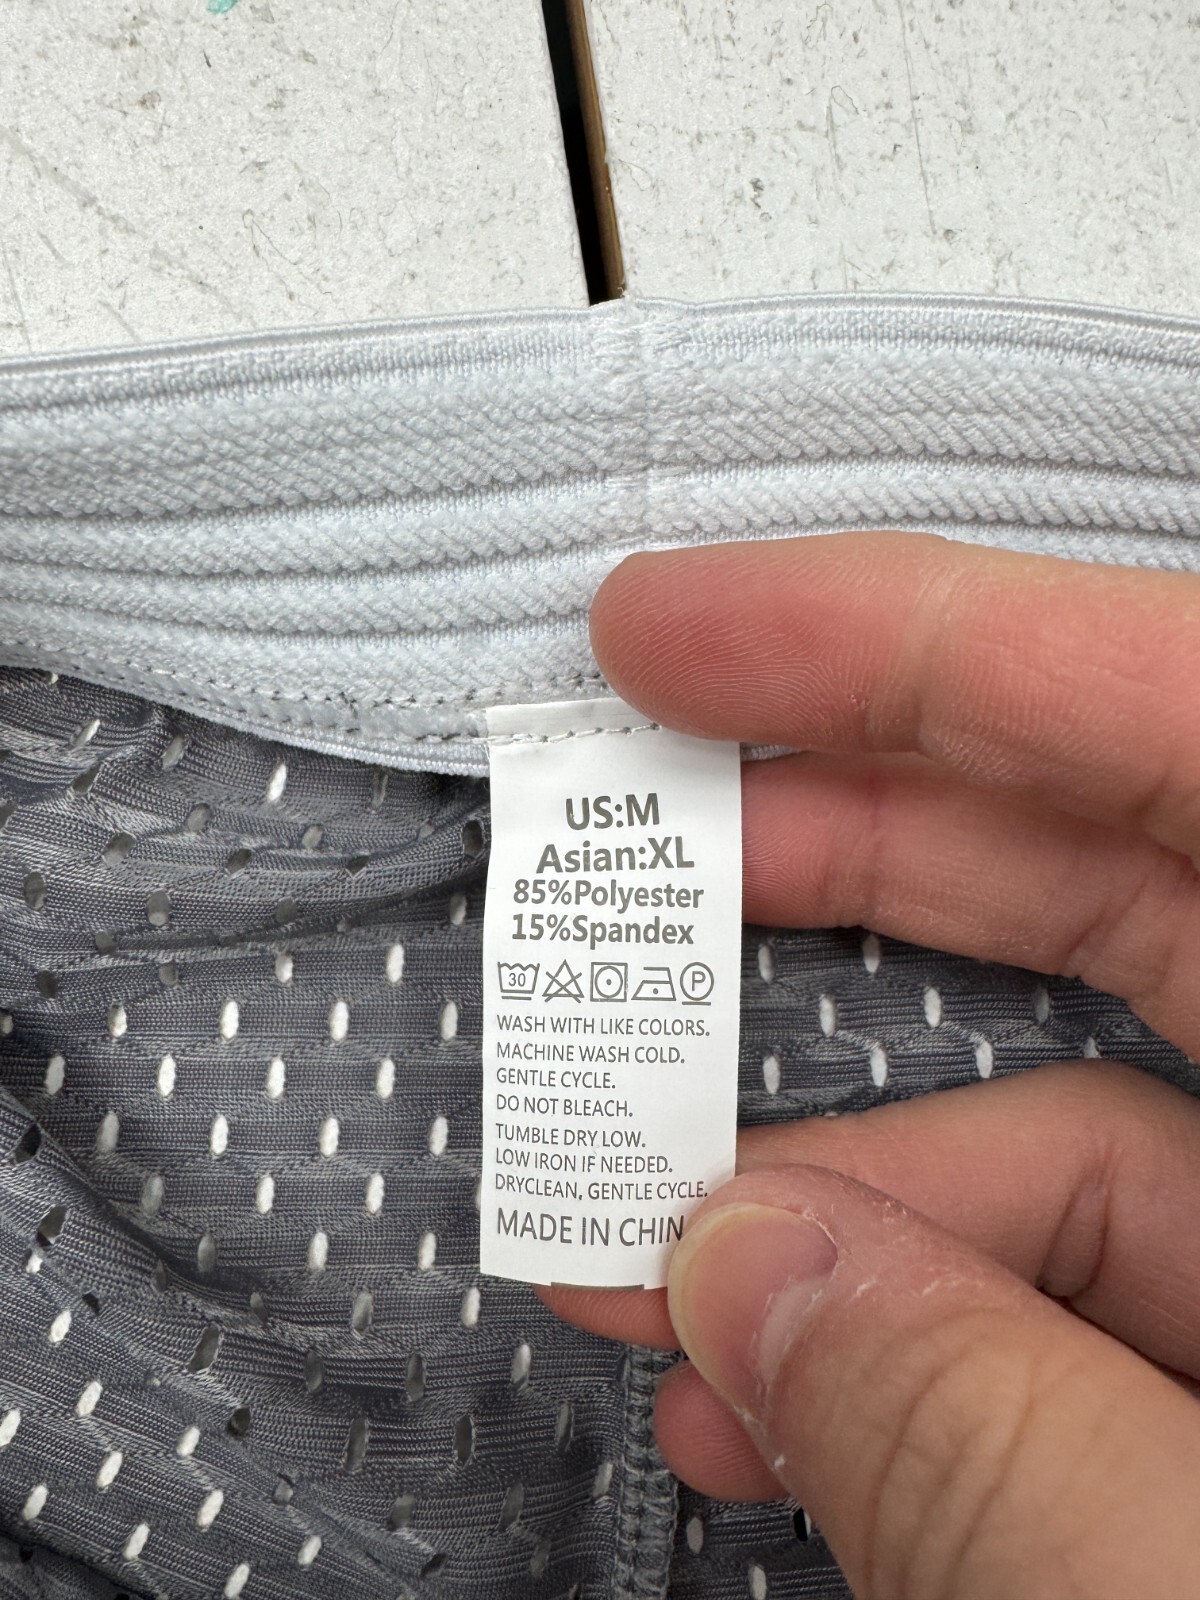 US:M
Asian:XL
85%Polyester
15%Spandex
30 P
WASH WITH LIKE COLORS.
MACHINE WASH COLD.
GENTLE CYCLE.
DO NOT BLEACH.
TUMBLE DRY LOW.
LOW IRON IF NEEDED.
DRYCLEAN, GENTLE CYCLE.
MADE IN CHIN